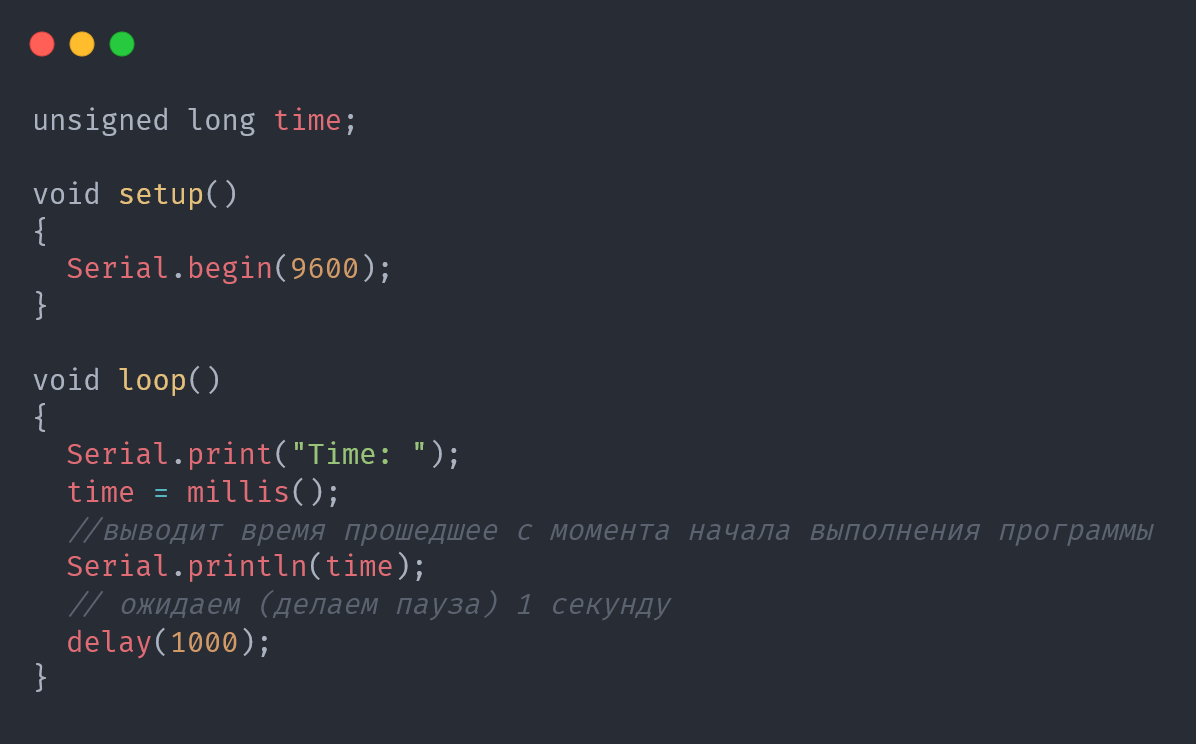 unsigned long time;

void setup()
{
  Serial.begin(9600);
}

void loop()
{
  Serial.print("Time: ");
  time = millis();
  //выводит время прошедшее с момента начала выполнения программы
  Serial.println(time);
  // ожидаем (делаем пауза) 1 секунду
  delay(1000);
}